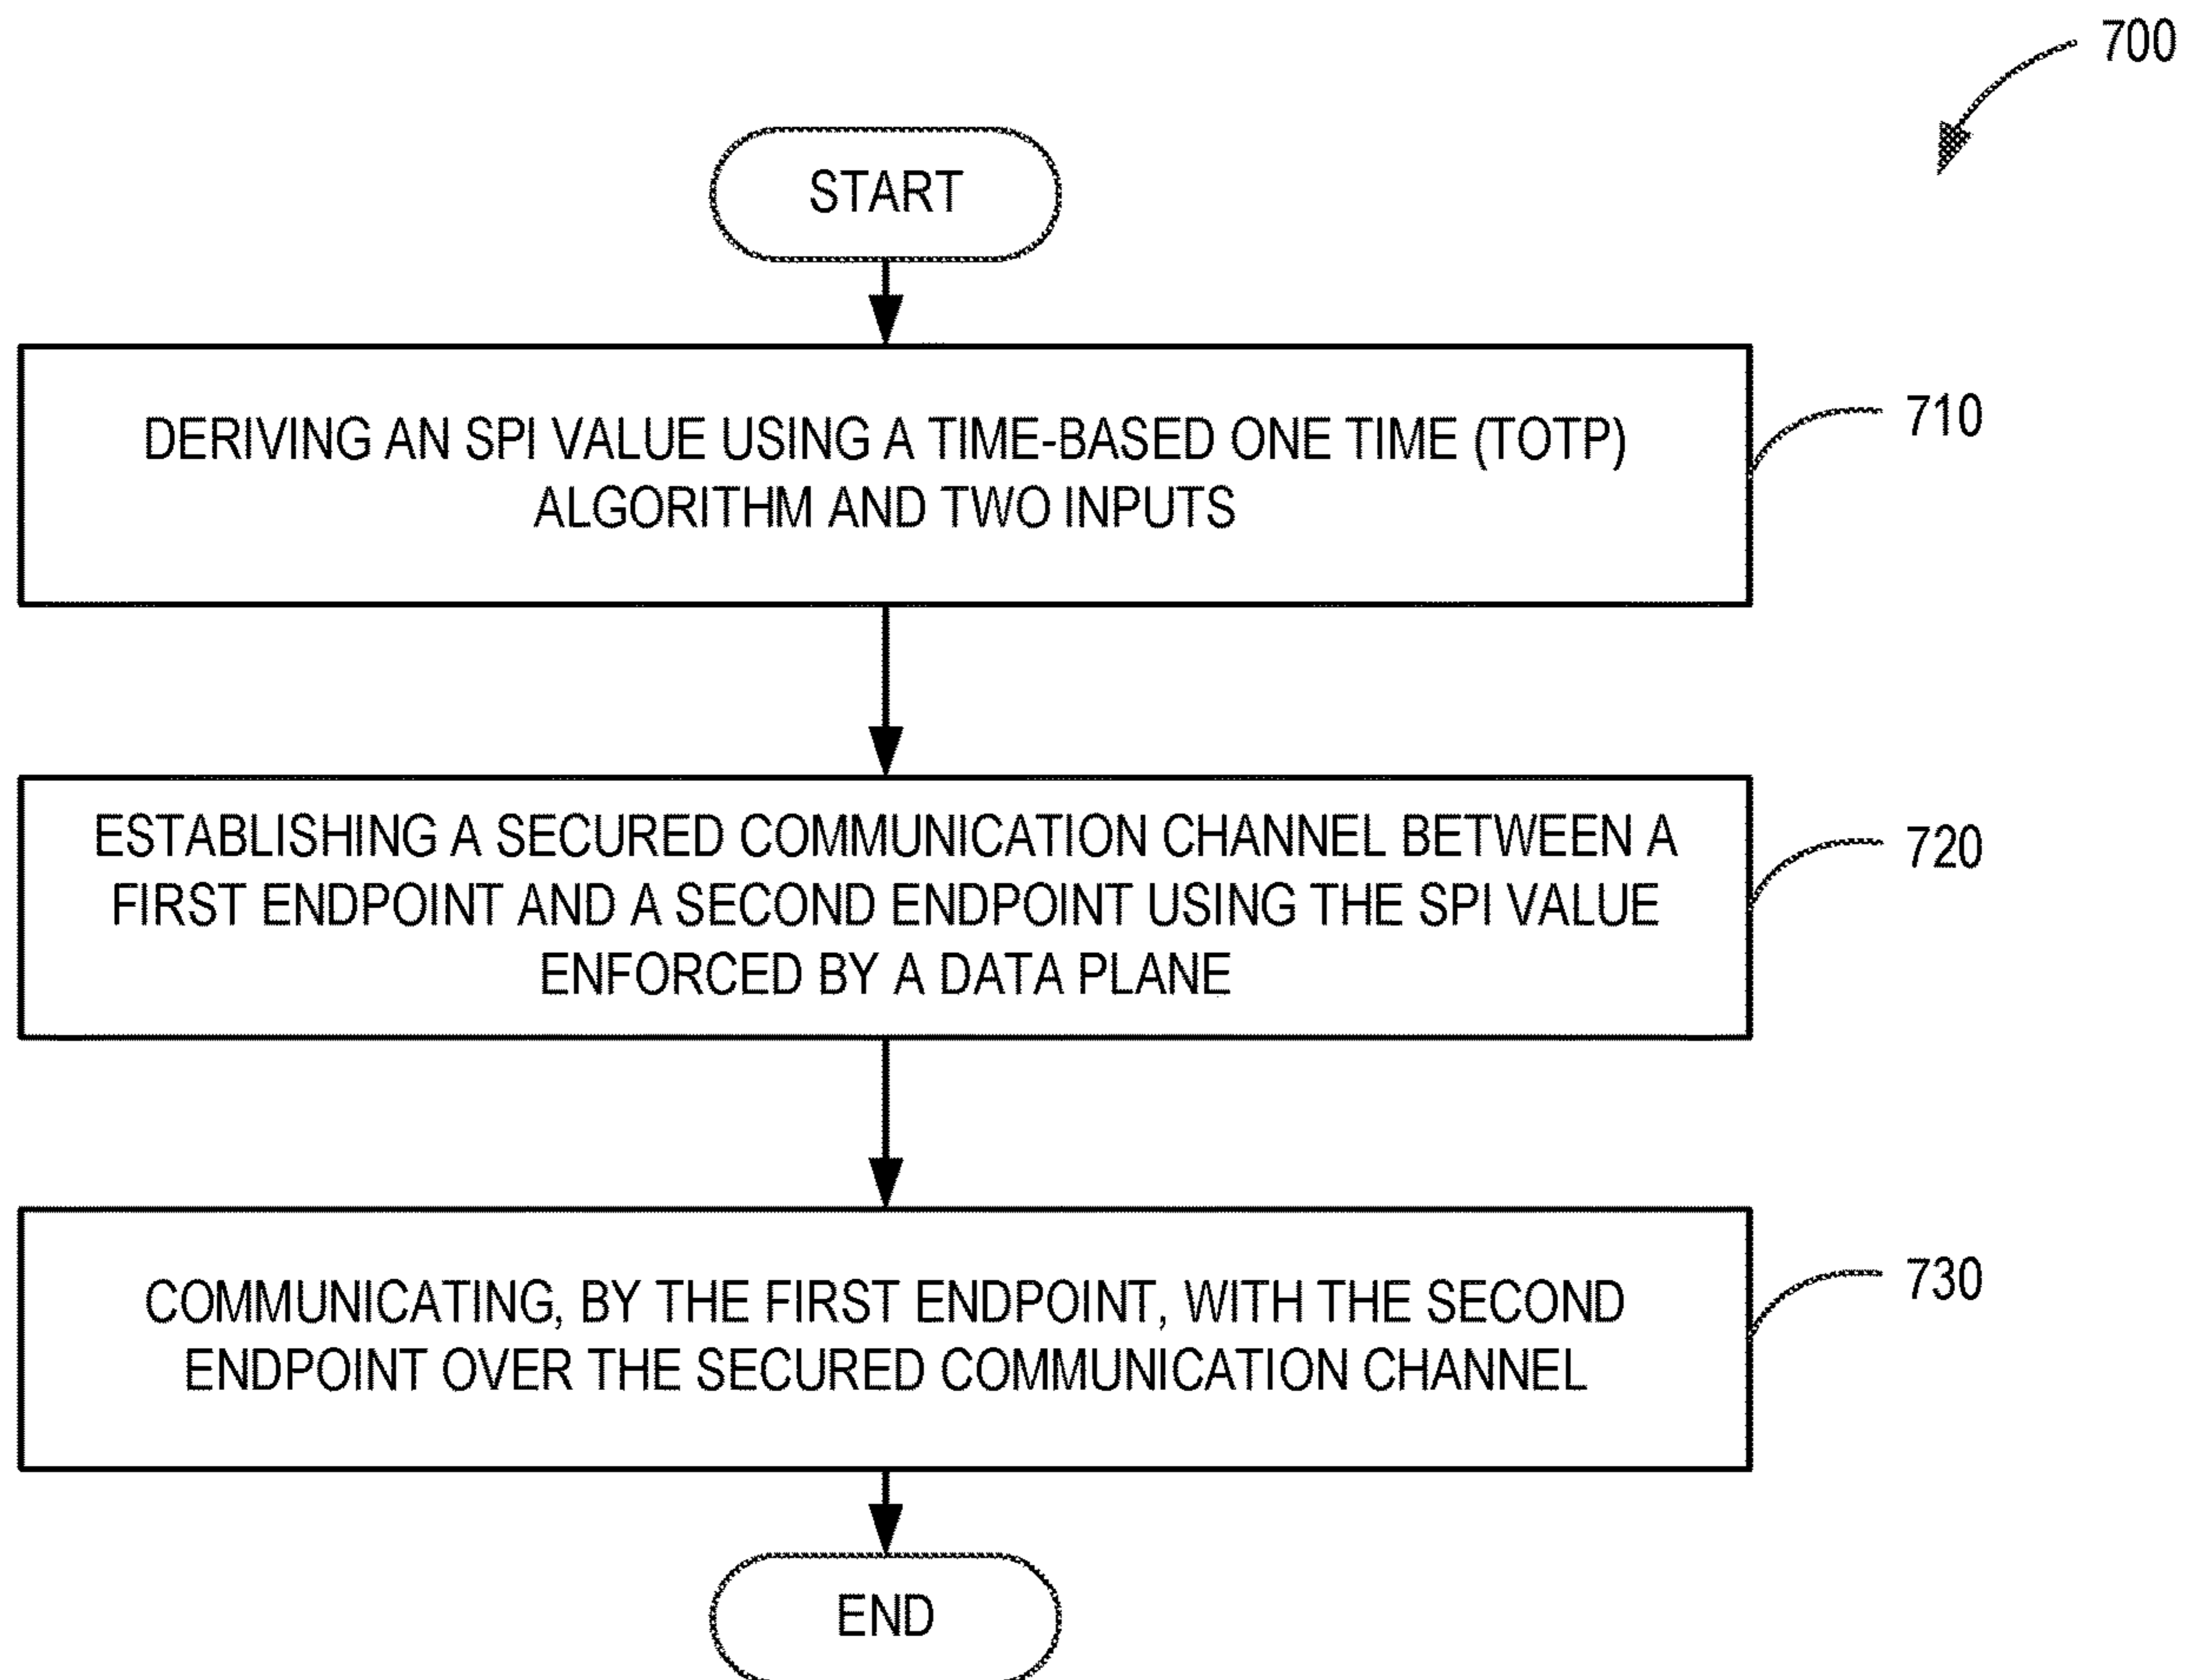 700
START
DERIVING AN SPI VALUE USING A TIME-BASED ONE TIME (TOTP)
ALGORITHM AND TWO INPUTS
710
ESTABLISHING A SECURED COMMUNICATION CHANNEL BETWEEN A
FIRST ENDPOINT AND A SECOND ENDPOINT USING THE SPI VALUE
ENFORCED BY A DATA PLANE
720
COMMUNICATING, BY THE FIRST ENDPOINT, WITH THE SECOND
ENDPOINT OVER THE SECURED COMMUNICATION CHANNEL
730
END